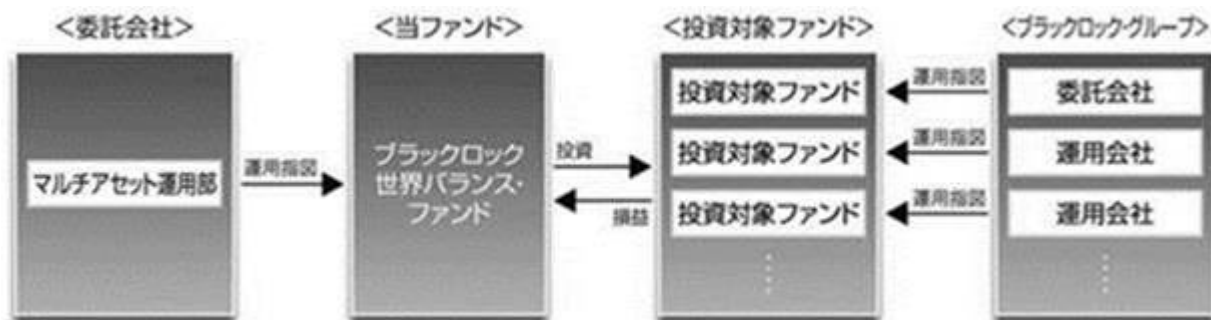 <委託会社>
<当ファンド>
<投資対象ファンド>
<ブラックロック・グループ>
マルチアセット運用部
運用指図
ブラックロック
世界バランス・
ファンド
投資
損益
投資対象ファンド
運用指図
委託会社
投資対象ファンド
運用指図
運用会社
投資対象ファンド
運用指図
運用会社